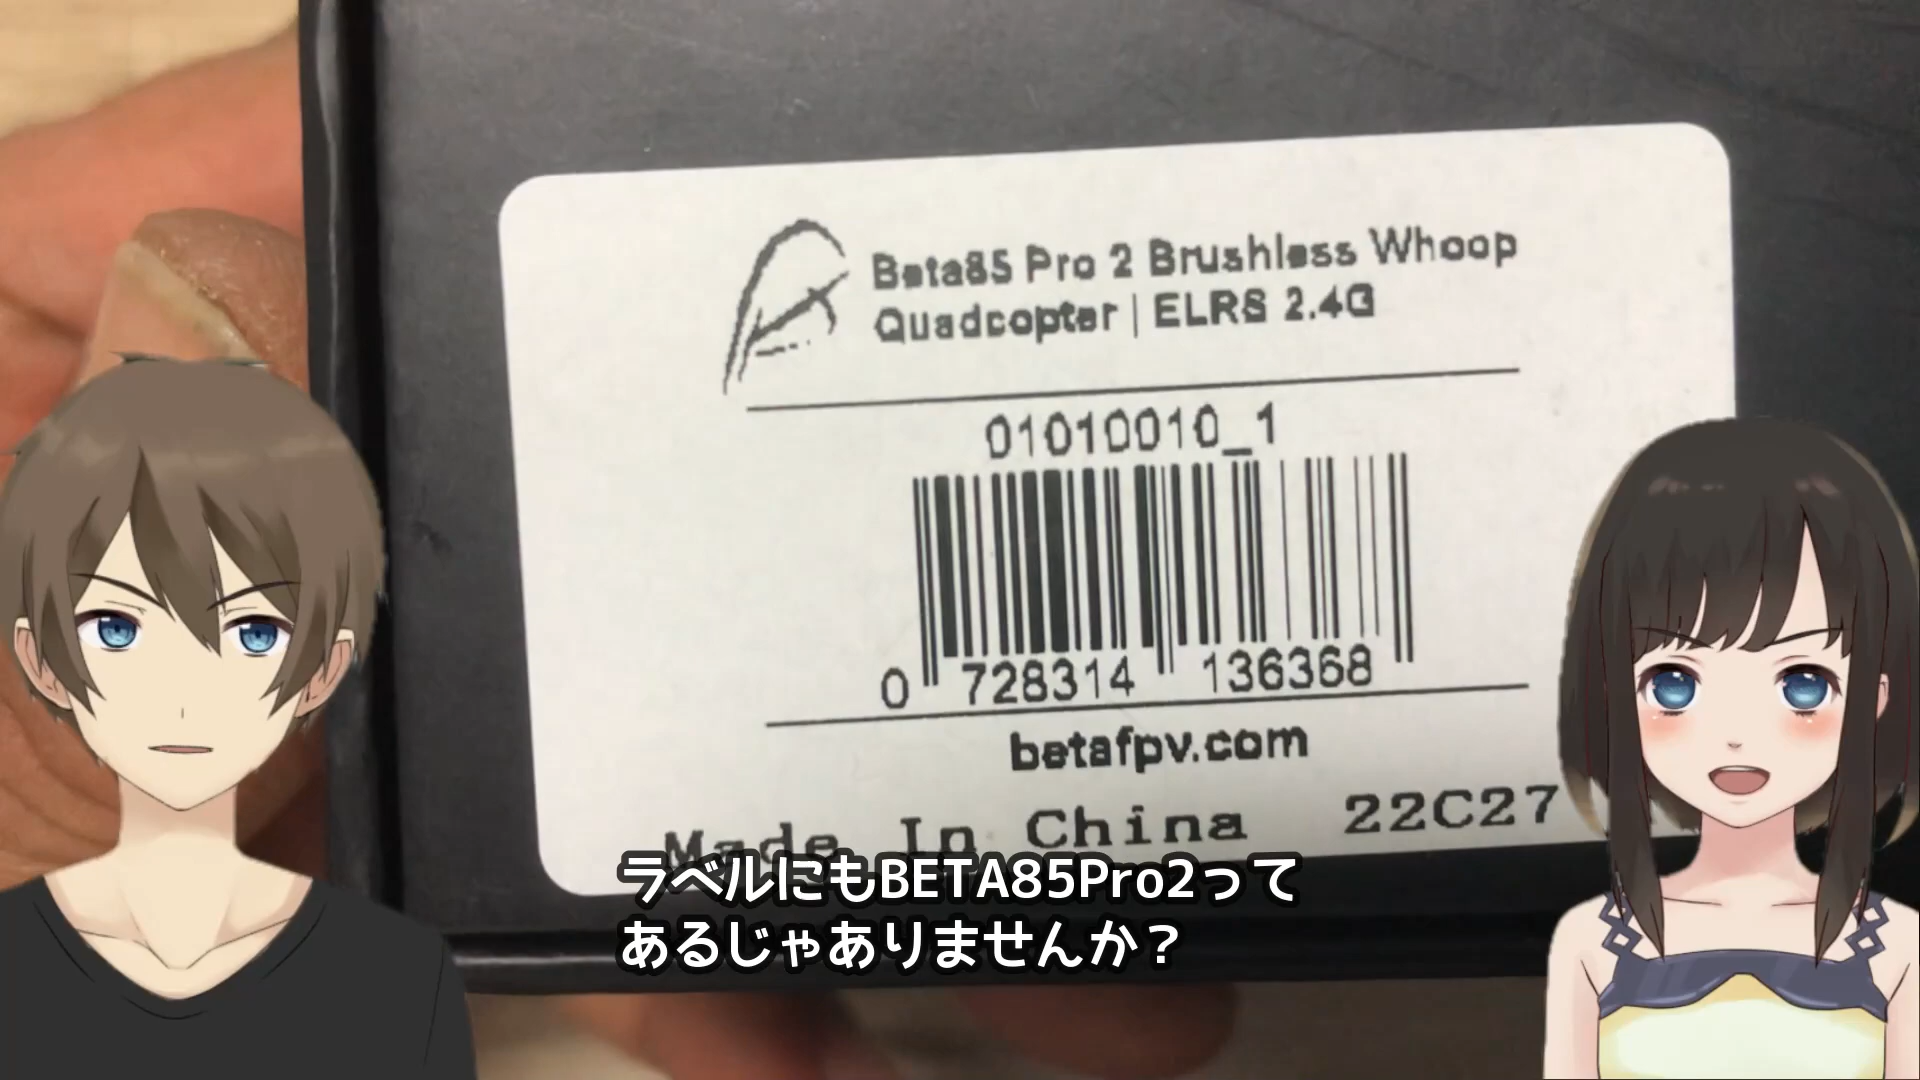 Beta85 Pro 2 Brushless Whoop
Quadcopter | ELRS 2.4G
01010010_1
0 728314 136368
betafpv.com
Made In China 22C27
ラベルにもBETA85Pro2って
あるじゃありませんか？